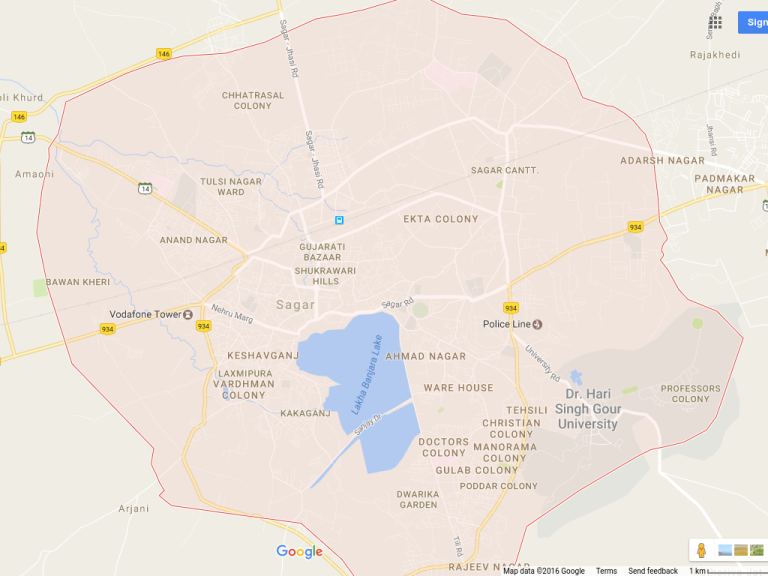 146
Sagar - Jhasi Rd
Sign
Rajakhedi
CHHATRASAL
COLONY
li Khurd
146
14
Sagar - Jhasi Rd
Jhansi Rd
ADARSH NAGAR
SAGAR CANTT.
Amaoni
14
TULSI NAGAR
WARD
PADMAKAR
NAGAR
EKTA COLONY
934
ANAND NAGAR
GUJARATI
BAZAAR
SHUKRAWARI
HILLS
BAWAN KHERI
Sagar
Sagar Rd
934
Vodafone Tower
Nehru Marg
934
934
Police Line
Lakha Banjara Lake
KESHAVGANJ
AHMAD NAGAR
University Rd
LAXMIPURA
VARDHMAN
COLONY
WARE HOUSE
Dr. Hari
Singh Gour
University
PROFESSORS
COLONY
KAKAGANJ
Sanjay Dr
TEHSILI
CHRISTIAN
COLONY
DOCTORS
COLONY
MANORAMA
COLONY
GULAB COLONY
PODDAR COLONY
DWARIKA
GARDEN
Arjani
Tili Rd
Google
RAJEEV NAGAR
Map data ©2016 Google Terms Send feedback 1 km